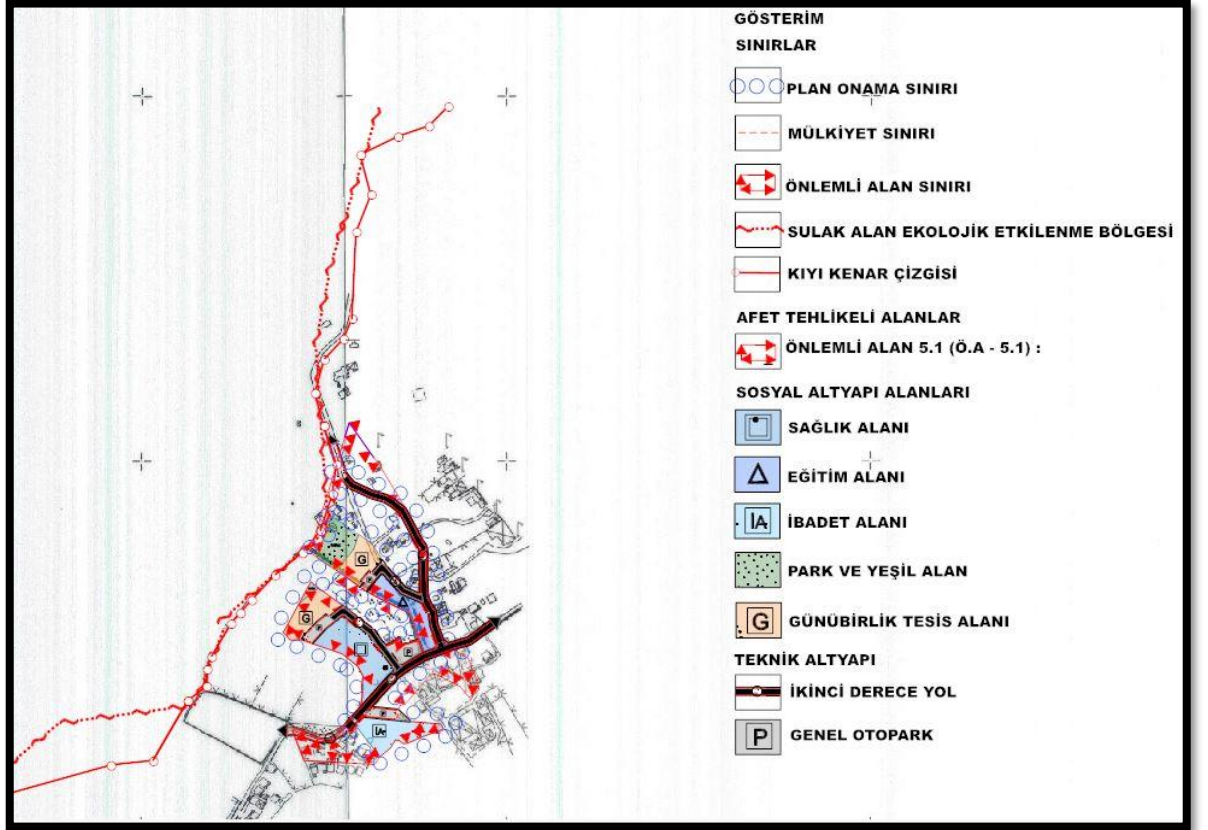 GÖSTERİM
SINIRLAR
PLAN ONAMA SINIRI
MÜLKİYET SINIRI
ÖNLEMLİ ALAN SINIRI
SULAK ALAN EKOLOJİK ETKİLENME BÖLGESİ
KIYI KENAR ÇİZGİSİ
AFET TEHLİKELİ ALANLAR
ÖNLEMLİ ALAN 5.1 (Ö.A - 5.1) :
SOSYAL ALTYAPI ALANLARI
SAĞLIK ALANI
EĞİTİM ALANI
İA İBADET ALANI
PARK VE YEŞİL ALAN
G GÜNÜBİRLİK TESİS ALANI
TEKNİK ALTYAPI
İKİNCİ DERECE YOL
P GENEL OTOPARK
G
P
G
P
P
İA